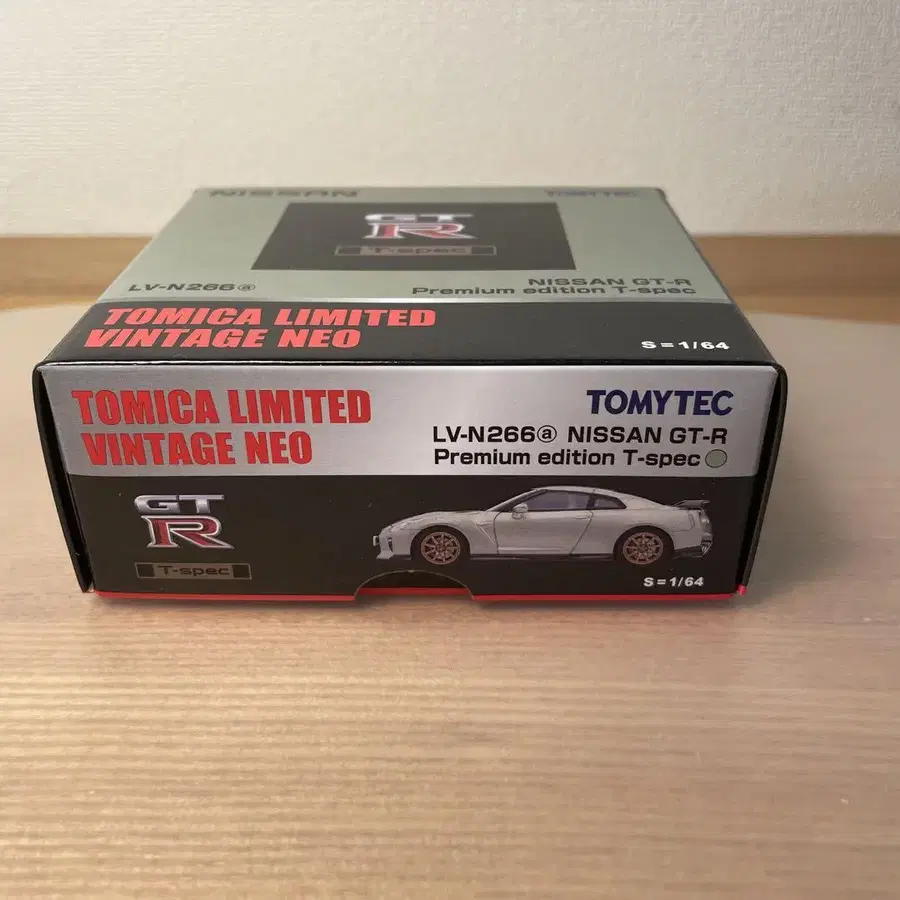 NISSAN TOMYTEC
GT
R
T-spec
LV-N266ⓐ NISSAN GT-R
Premium edition T-spec
TOMICA LIMITED
VINTAGE NEO
S=1/64
TOMICA LIMITED
VINTAGE NEO
TOMYTEC
LV-N266ⓐ NISSAN GT-R
Premium edition T-spec
GT
R
T-spec
S=1/64